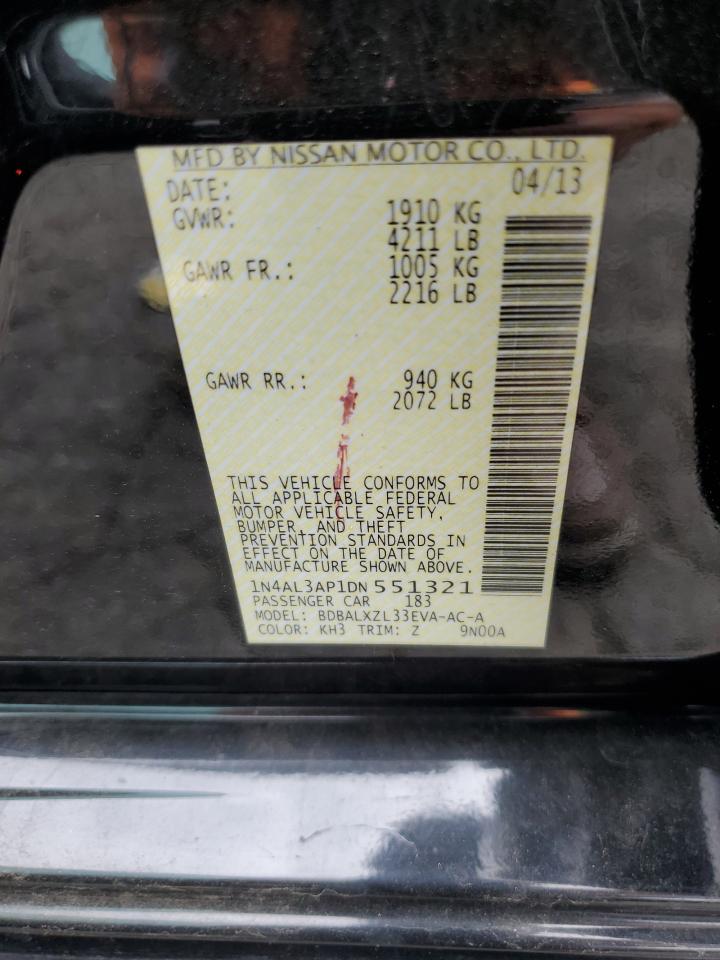 MFD BY NISSAN MOTOR CO., LTD.
DATE: 04/13
GVWR: 1910 KG
4211 LB
GAWR FR.: 1005 KG
2216 LB
GAWR RR.: 940 KG
2072 LB
THIS VEHICLE CONFORMS TO
ALL APPLICABLE FEDERAL
MOTOR VEHICLE SAFETY,
BUMPER, AND THEFT
PREVENTION STANDARDS IN
EFFECT ON THE DATE OF
MANUFACTURE SHOWN ABOVE.
1N4AL3AP1DN 551321
PASSENGER CAR 183
MODEL: BDBALXZL33EVA-AC-A
COLOR: KH3 TRIM: Z 9N00A